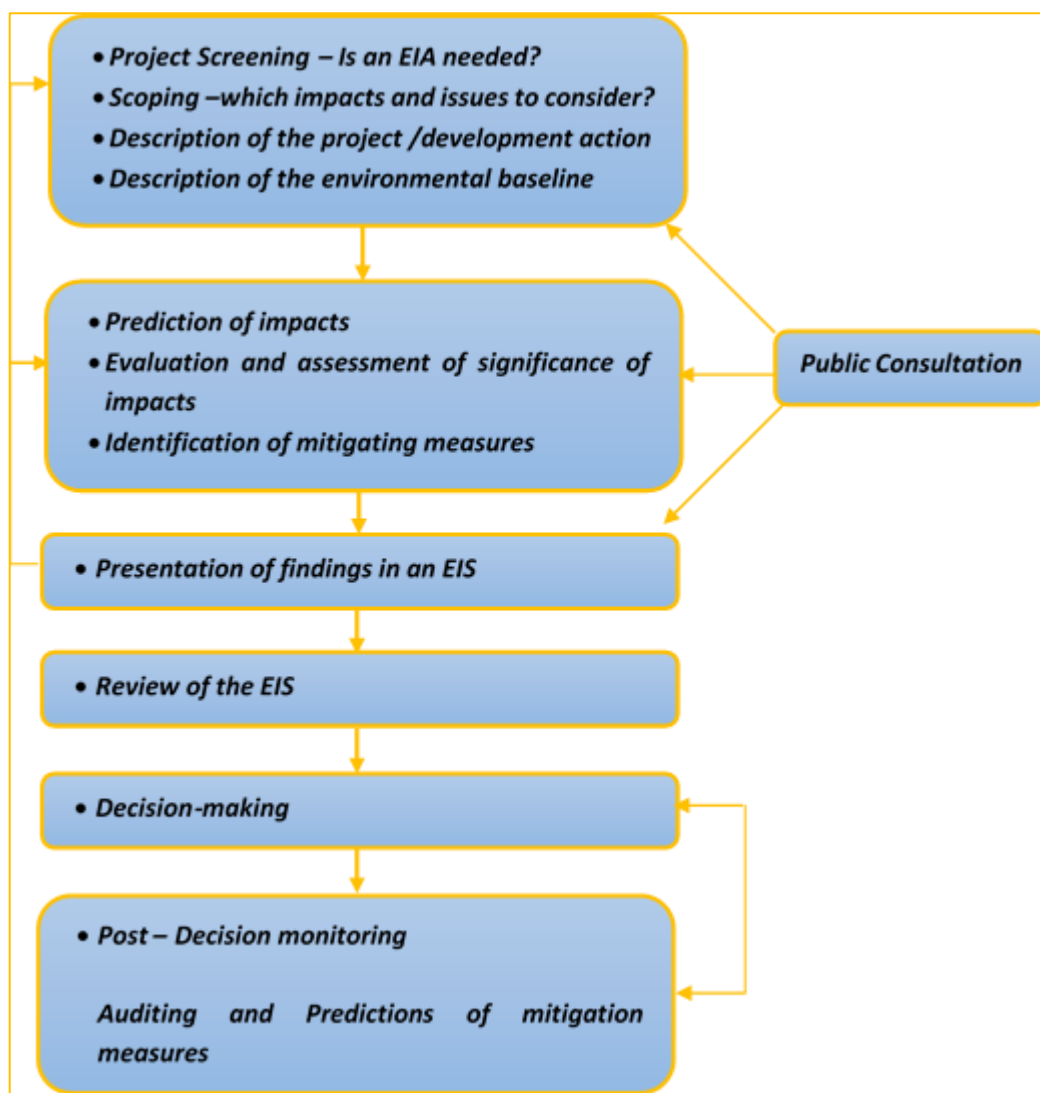 • Project Screening – Is an EIA needed?
• Scoping –which impacts and issues to consider?
• Description of the project /development action
• Description of the environmental baseline
• Prediction of impacts
• Evaluation and assessment of significance of
impacts
• Identification of mitigating measures
Public Consultation
• Presentation of findings in an EIS
• Review of the EIS
• Decision-making
• Post – Decision monitoring
Auditing and Predictions of mitigation
measures